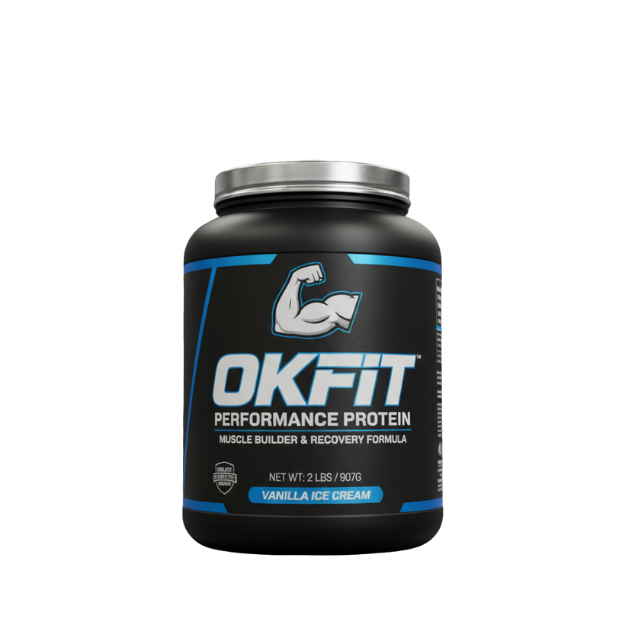 OKFIT™
PERFORMANCE PROTEIN
MUSCLE BUILDER & RECOVERY FORMULA
NET WT: 2 LBS / 907G
VANILLA ICE CREAM